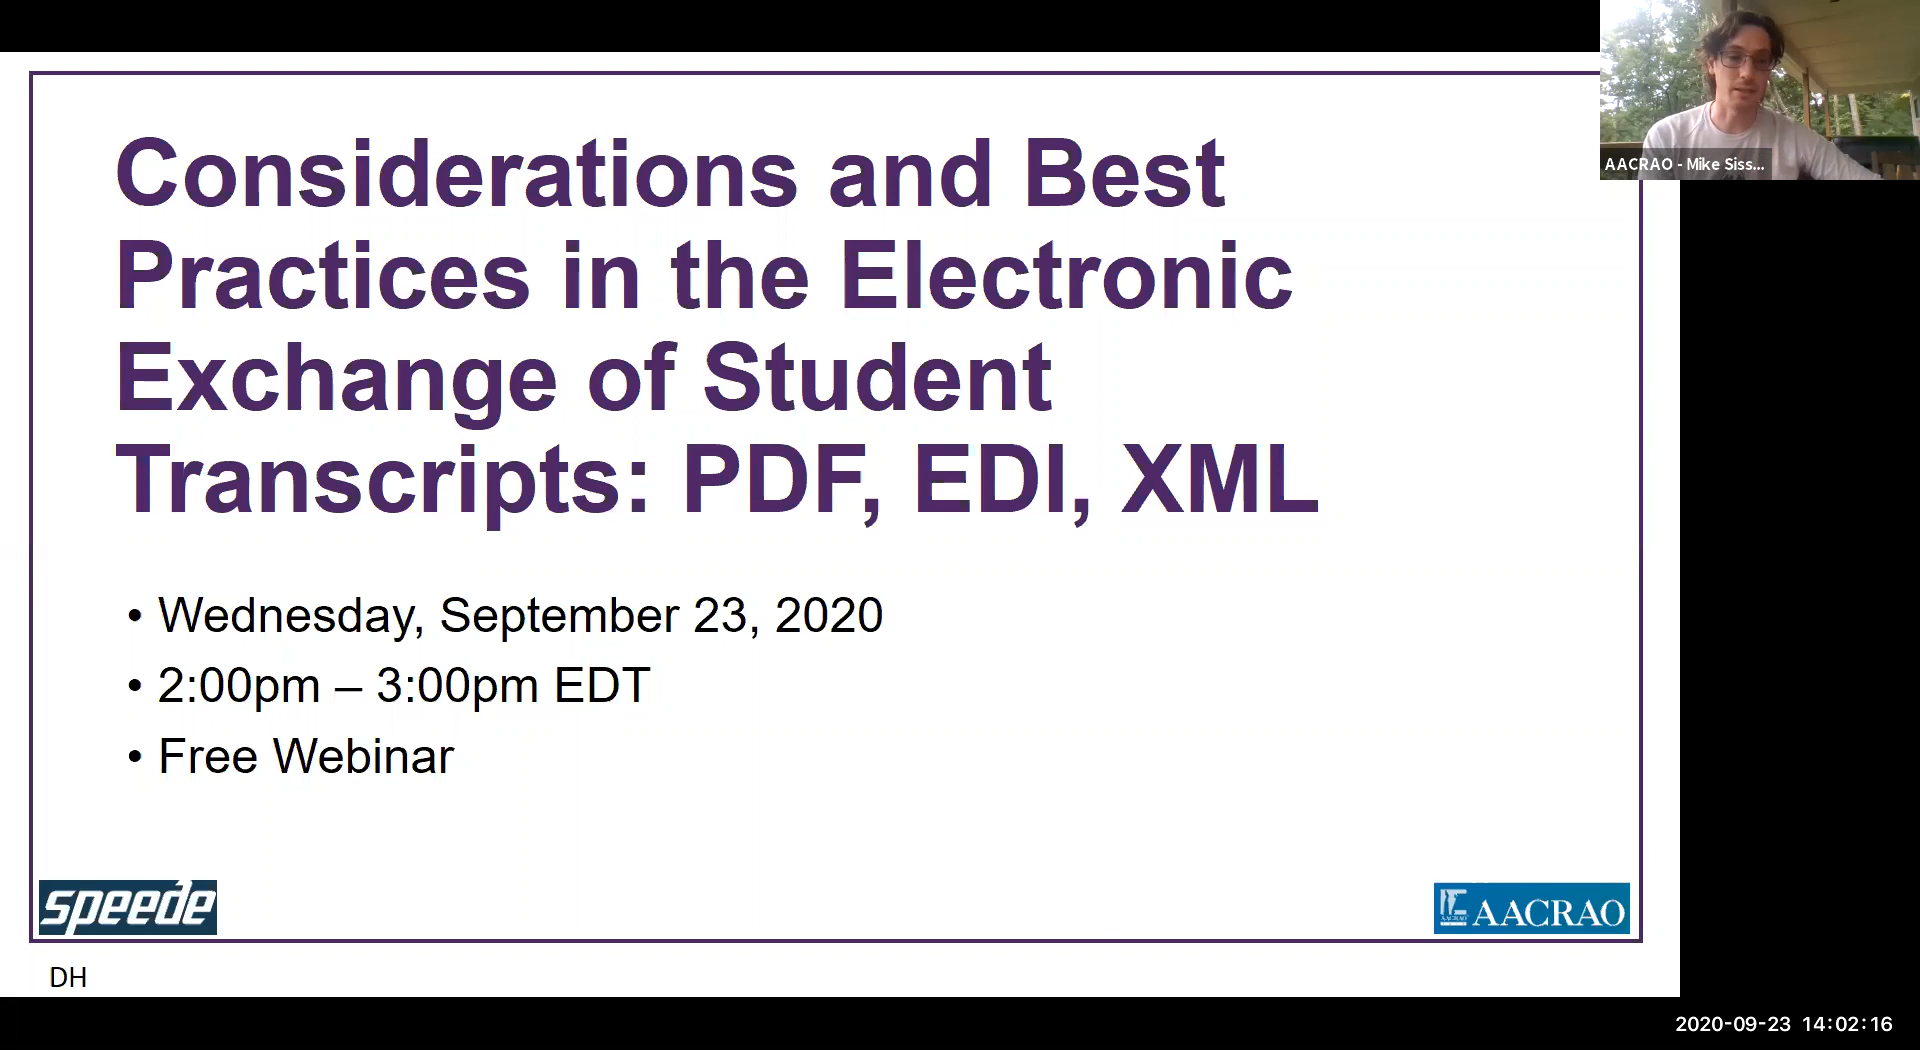 Considerations and Best
Practices in the Electronic
Exchange of Student
Transcripts: PDF, EDI, XML
• Wednesday, September 23, 2020
• 2:00pm – 3:00pm EDT
• Free Webinar
speede
AACRAO
DH
AACRAO - Mike Siss...
2020-09-23 14:02:16